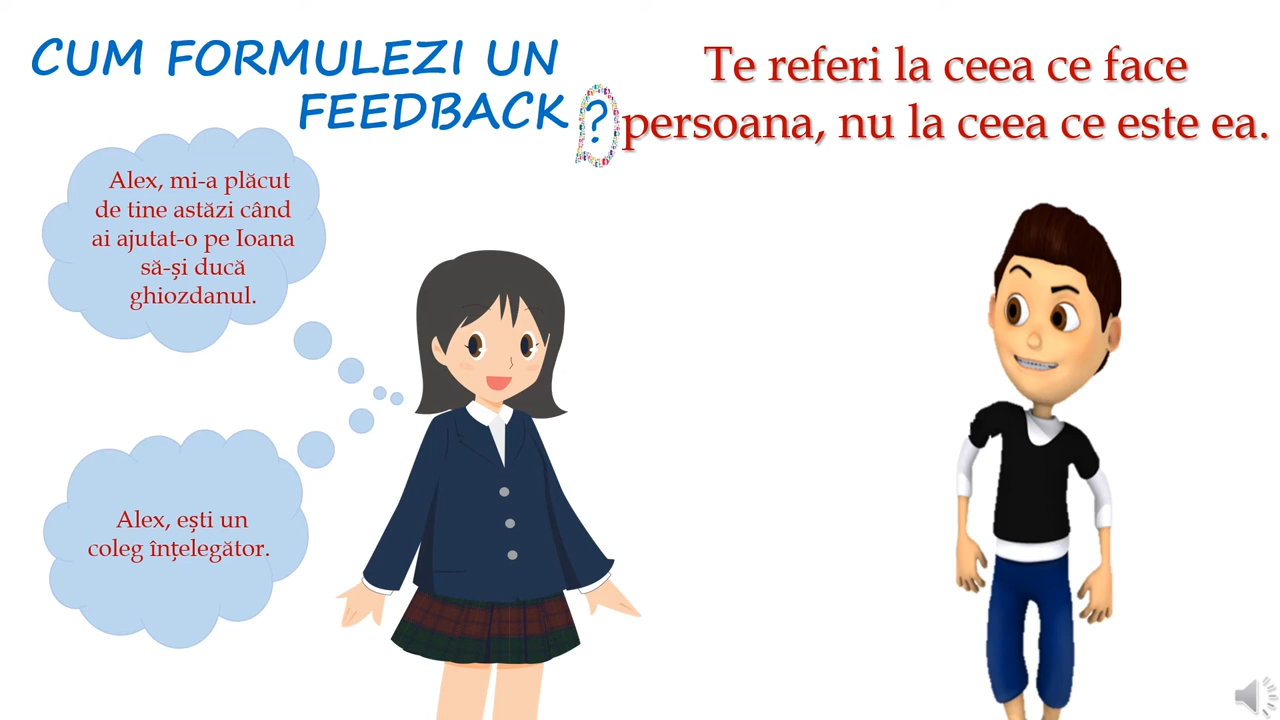 CUM FORMULEZI UN
FEEDBACK ?
Te referi la ceea ce face
persoana, nu la ceea ce este ea.
Alex, mi-a plăcut
de tine astăzi când
ai ajutat-o pe Ioana
să-și ducă
ghiozdanul.
Alex, ești un
coleg înțelegător.